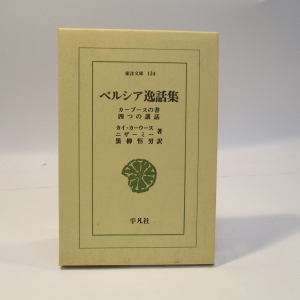 東洋文庫 134
ペルシア逸話集
カーブースの書
四つの講話
カイ・カーウース
ニザーミー 著
黒柳恒男 訳
平凡社